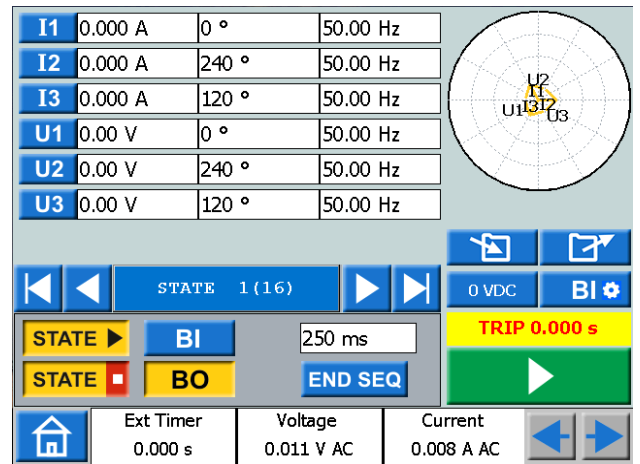 I1 0.000 A 0 ° 50.00 Hz
I2 0.000 A 240 ° 50.00 Hz
I3 0.000 A 120 ° 50.00 Hz
U1 0.00 V 0 ° 50.00 Hz
U2 0.00 V 240 ° 50.00 Hz
U3 0.00 V 120 ° 50.00 Hz
U2
I1
U1 I3 I2 U3
STATE 1(16)
0 VDC BI
STATE BI 250 ms
TRIP 0.000 s
STATE BO END SEQ
Ext Timer Voltage Current
0.000 s 0.011 V AC 0.008 A AC